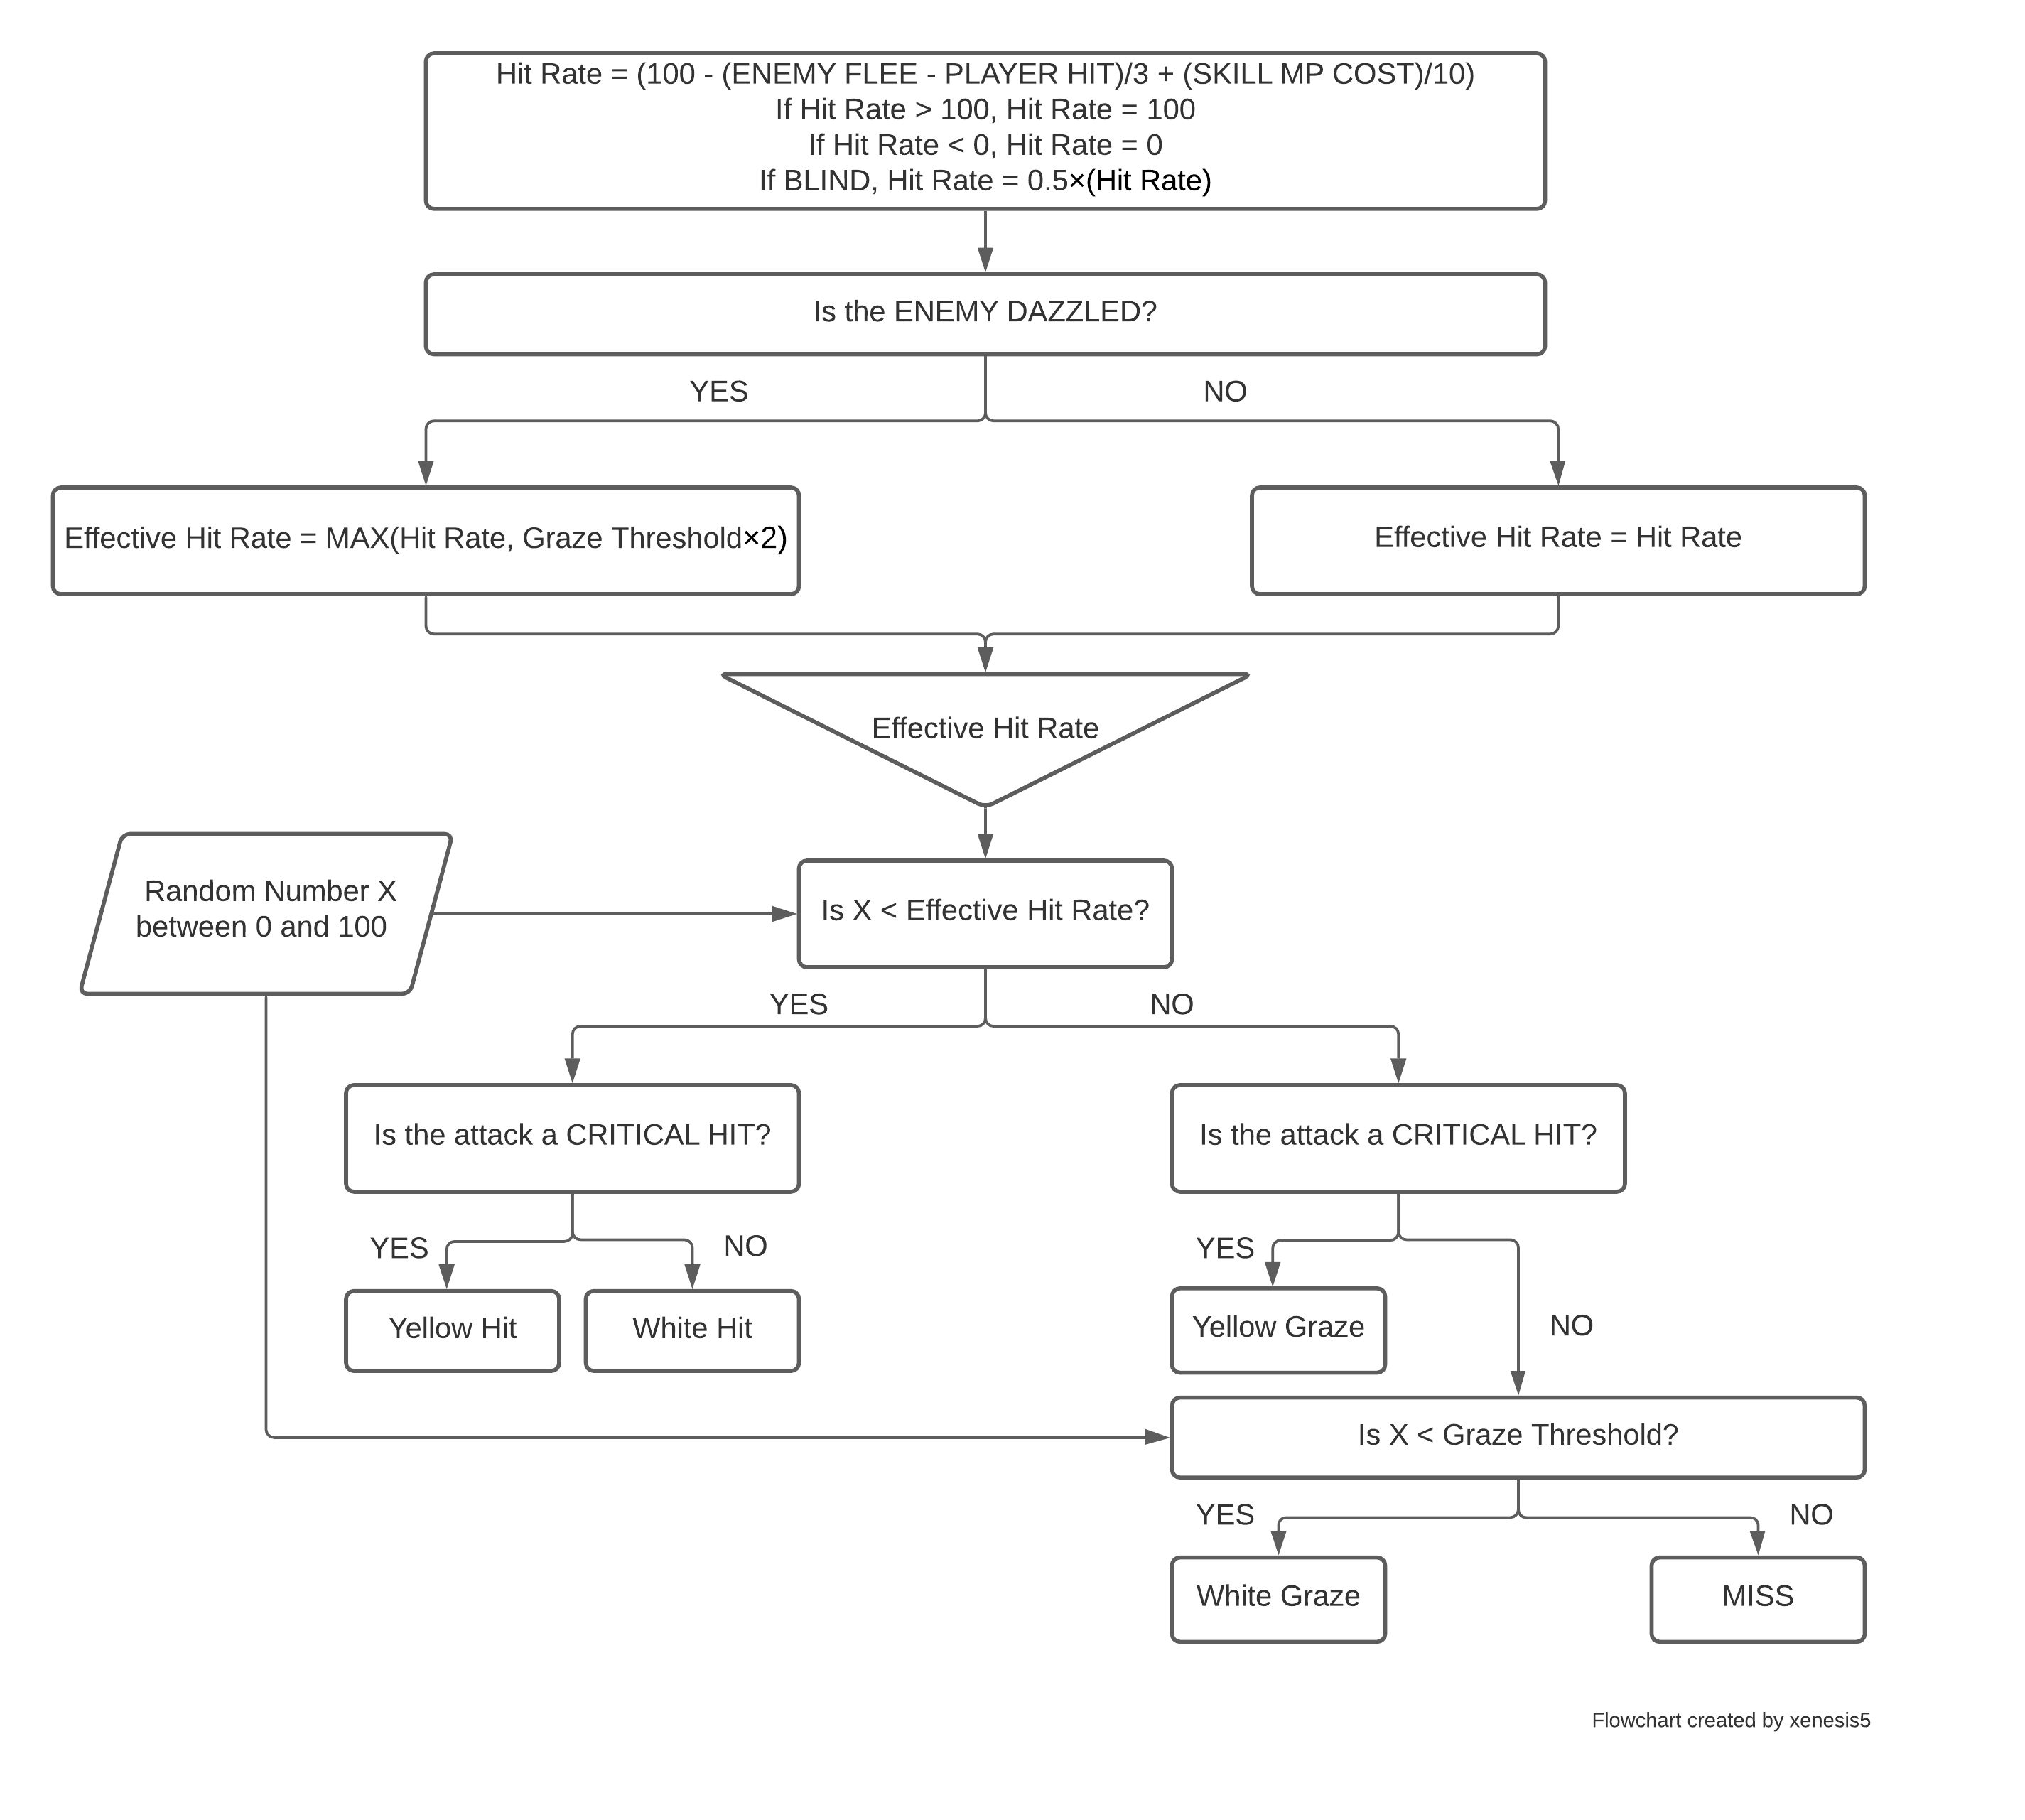 Hit Rate = (100 - (ENEMY FLEE - PLAYER HIT)/3 + (SKILL MP COST)/10)
If Hit Rate > 100, Hit Rate = 100
If Hit Rate < 0, Hit Rate = 0
If BLIND, Hit Rate = 0.5×(Hit Rate)
Is the ENEMY DAZZLED?
YES
NO
Effective Hit Rate = MAX(Hit Rate, Graze Threshold×2)
Effective Hit Rate = Hit Rate
Effective Hit Rate
Random Number X
between 0 and 100
Is X < Effective Hit Rate?
YES
NO
Is the attack a CRITICAL HIT?
Is the attack a CRITICAL HIT?
YES
NO
YES
NO
Yellow Hit
White Hit
Yellow Graze
Is X < Graze Threshold?
YES
NO
White Graze
MISS
Flowchart created by xenesis5